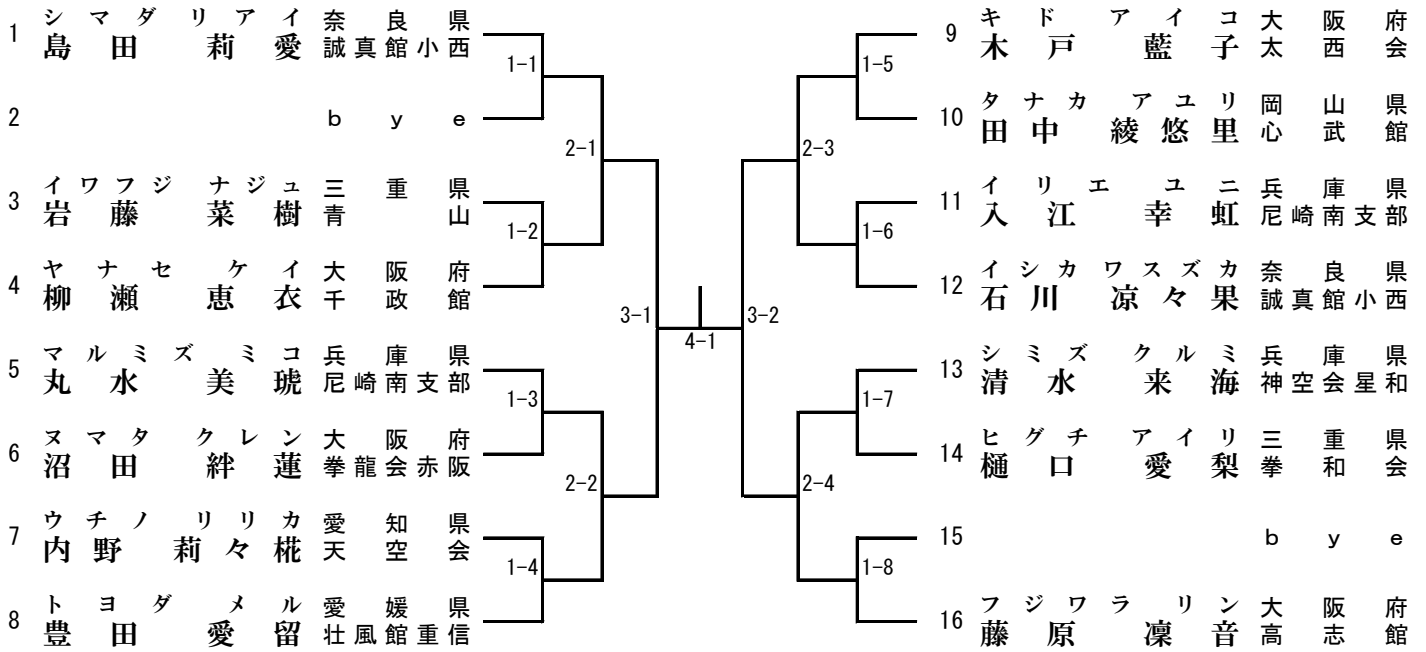 シマダ リアイ 奈良県
1 島田 莉愛 誠真館小西
1-1
2 bye
2-1
イワフジ ナジュ 三重県
3 岩藤 菜樹 青山
1-2
ヤナセ ケイ 大阪府
4 柳瀬 恵衣 千政館
3-1
マルミズ ミコ 兵庫県
5 丸水 美琥 尼崎南支部
1-3
ヌマタ クレン 大阪府
6 沼田 絆蓮 拳龍会赤阪
2-2
ウチノ リリカ 愛知県
7 内野 莉々椛 天空会
1-4
トヨダ メル 愛媛県
8 豊田 愛留 壮風館重信
4-1
キド アイコ 大阪府
9 木戸 藍子 太西会
1-5
タナカ アユリ 岡山県
10 田中 綾悠里 心武館
2-3
イリエ ユニ 兵庫県
11 入江 幸虹 尼崎南支部
1-6
イシカワスズカ 奈良県
12 石川 凉々果 誠真館小西
3-2
シミズ クルミ 兵庫県
13 清水 来海 神空会星和
1-7
ヒグチ アイリ 三重県
14 樋口 愛梨 拳和会
2-4
15 bye
1-8
フジワラ リン 大阪府
16 藤原 凜音 高志館